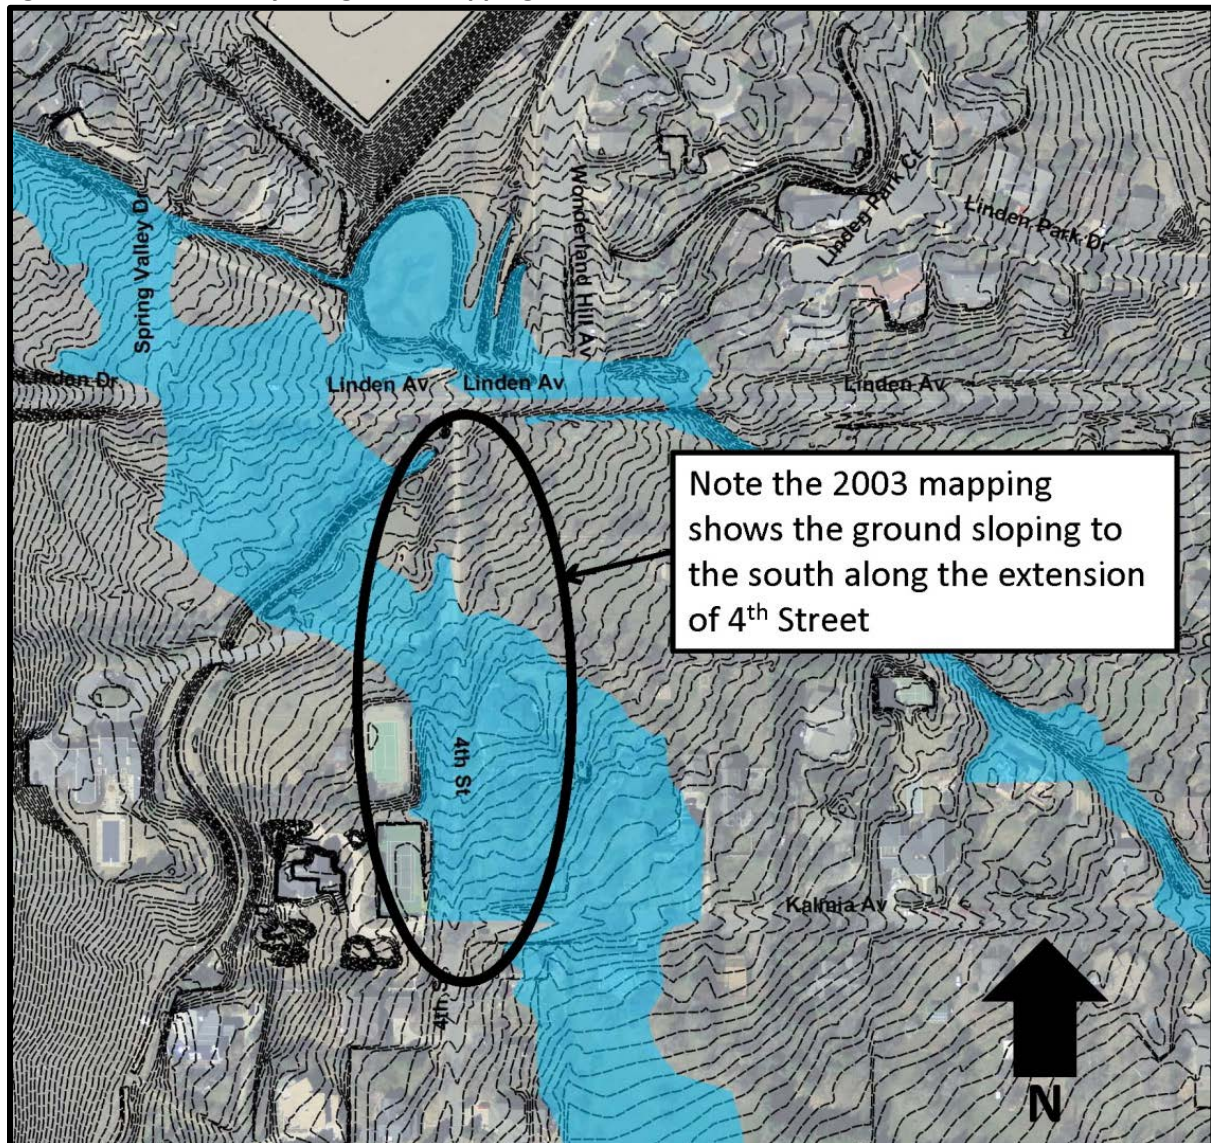 Spring Valley D
Wonderland Hill Av
Linden Park Ct
Linden Park Dr
Linden Dr
Linden Av
Linden Av
Linden Av
Note the 2003 mapping
shows the ground sloping to
the south along the extension
of 4th Street
4th St
Kalmia Av
4th S
N